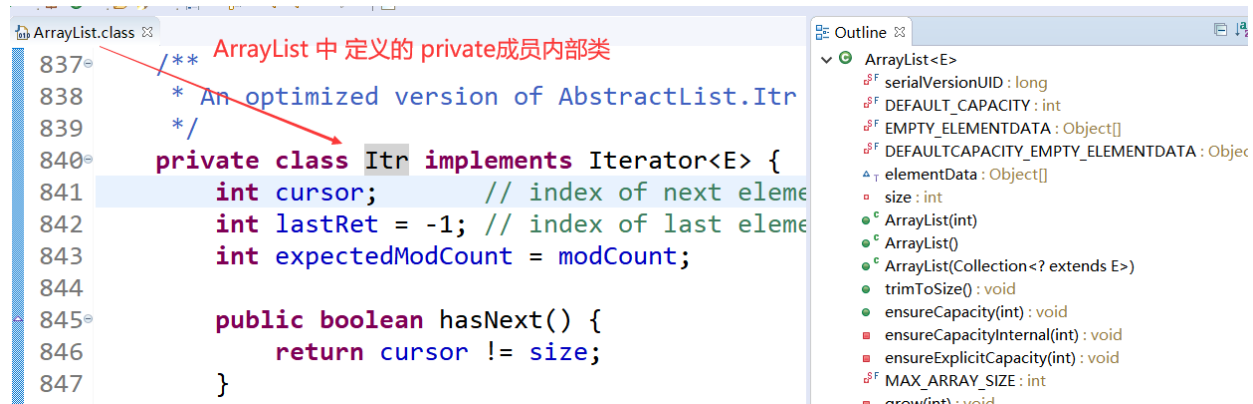 ArrayList.class
ArrayList 中 定义的 private成员内部类
837 /**
838 * An optimized version of AbstractList.Itr
839 */
840 private class Itr implements Iterator<E> {
841 int cursor; // index of next eleme
842 int lastRet = -1; // index of last eleme
843 int expectedModCount = modCount;
844
845 public boolean hasNext() {
846 return cursor != size;
847 }
Outline
ArrayList<E>
serialVersionUID : long
DEFAULT_CAPACITY : int
EMPTY_ELEMENTDATA : Object[]
DEFAULTCAPACITY_EMPTY_ELEMENTDATA : Objec
elementData : Object[]
size : int
ArrayList(int)
ArrayList()
ArrayList(Collection<? extends E>)
trimToSize() : void
ensureCapacity(int) : void
ensureCapacityInternal(int) : void
ensureExplicitCapacity(int) : void
MAX_ARRAY_SIZE : int
grow(int) : void